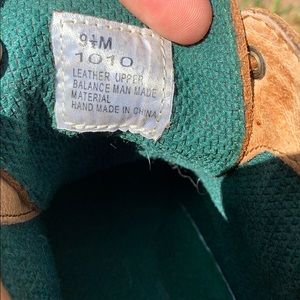 9½M
1010
LEATHER UPPER
BALANCE MAN MADE
MATERIAL
HAND MADE IN CHINA